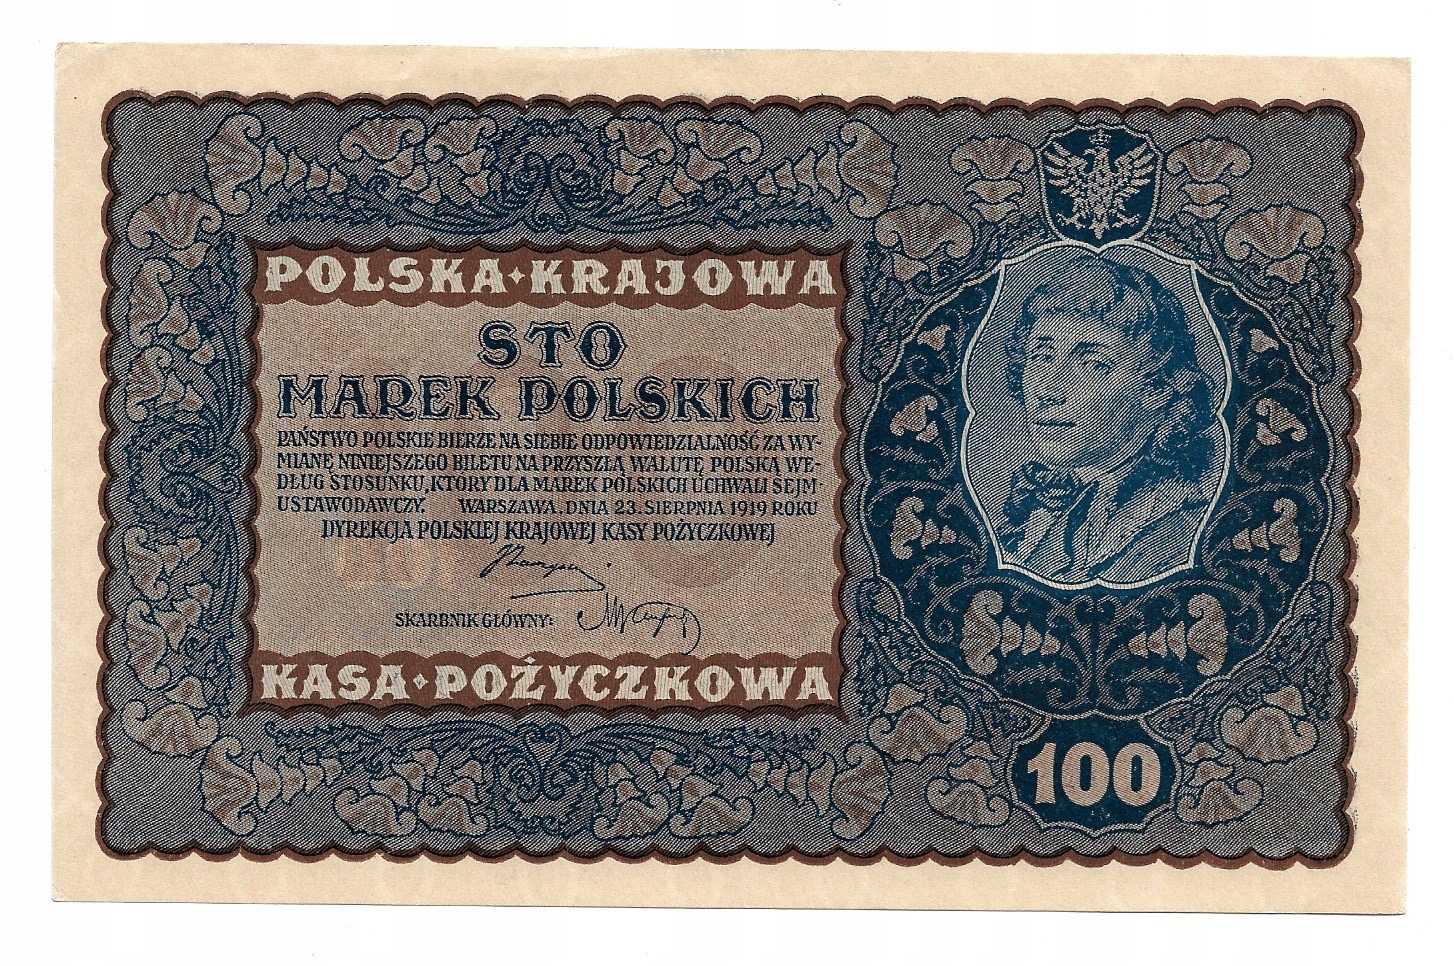 POLSKA KRAJOWA
STO
MAREK POLSKICH
PAŃSTWO POLSKIE BIERZE NA SIEBIE ODPOWIEDZIALNOŚĆ ZA WY-
MIANĘ NINIEJSZEGO BILETU NA PRZYSZŁĄ WALUTĘ POLSKĄ WE-
DŁUG STOSUNKU, KTÓRY DLA MAREK POLSKICH UCHWALI SEJM
USTAWODAWCZY. WARSZAWA, DNIA 23. SIERPNIA 1919 ROKU
DYREKCJA POLSKIEJ KRAJOWEJ KASY POŻYCZKOWEJ
SKARBNIK GŁÓWNY:
KASA POŻYCZKOWA
100